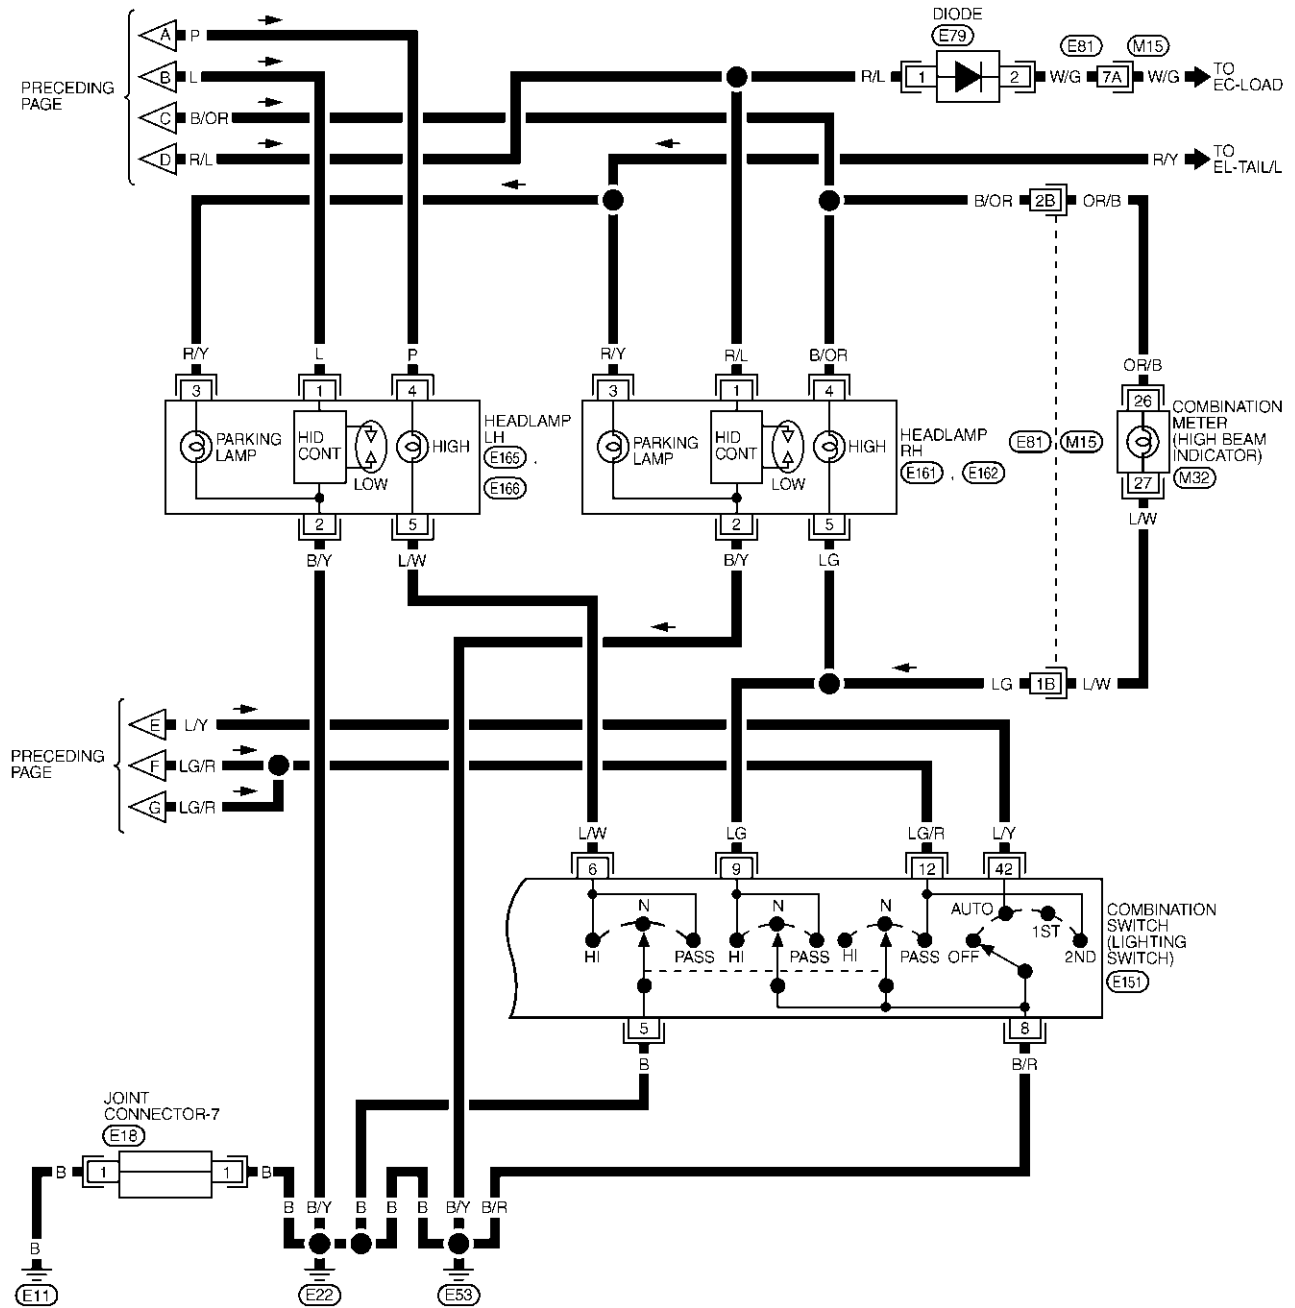 DIODE
E79
A P
PRECEDING
PAGE
B L
C B/OR
D R/L
R/L 1 2 W/G
E81
7A
M15
W/G
TO
EC-LOAD
R/Y
TO
EL-TAIL/L
B/OR 2B OR/B
R/Y L P R/Y R/L B/OR OR/B
3 1 4 3 1 4 26
PARKING
LAMP
HID
CONT
LOW
HIGH
HEADLAMP
LH
E165 ,
E166
PARKING
LAMP
HID
CONT
LOW
HIGH
HEADLAMP
RH
E161 , E162
E81 M15
COMBINATION
METER
(HIGH BEAM
INDICATOR)
M32
2 5 2 5 27
B/Y L/W B/Y LG L/W
LG 1B L/W
PRECEDING
PAGE
E L/Y
F LG/R
G LG/R
L/W LG LG/R L/Y
6 9 12 42
N N N AUTO 1ST
HI PASS HI PASS HI PASS OFF 2ND
COMBINATION
SWITCH
(LIGHTING
SWITCH)
E151
5 8
B B/R
JOINT
CONNECTOR-7
E18
B 1 1 B
B B/Y B B B B/Y B/R
B
E11 E22 E53